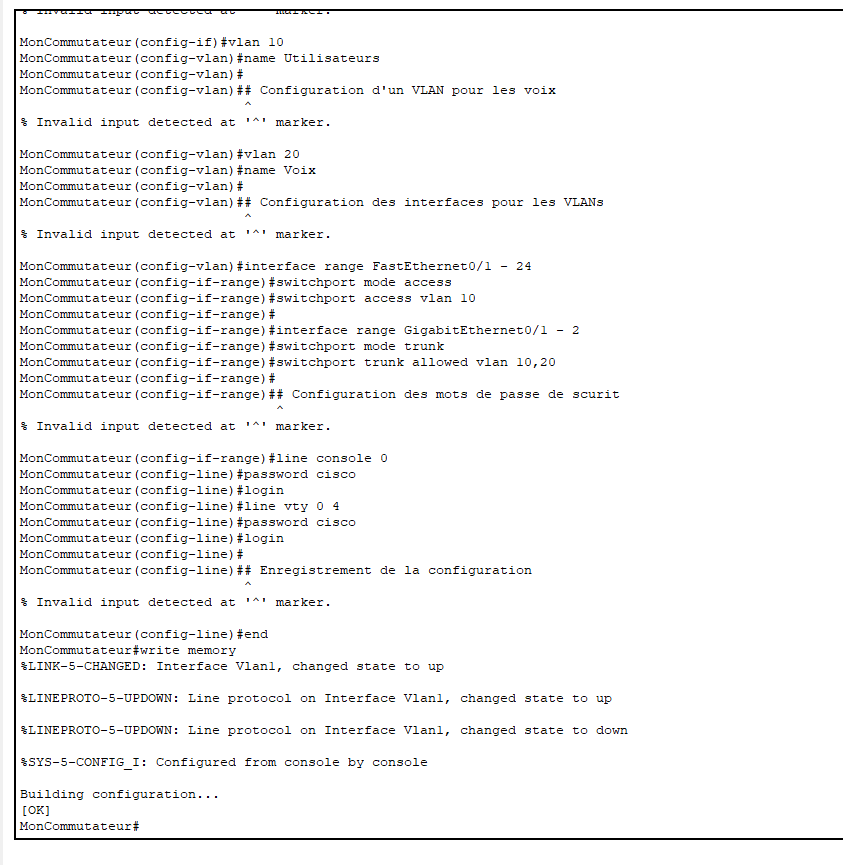 % Invalid input detected at '^' marker.
MonCommutateur(config-if)#vlan 10
MonCommutateur(config-vlan)#name Utilisateurs
MonCommutateur(config-vlan)#
MonCommutateur(config-vlan)## Configuration d'un VLAN pour les voix
^
% Invalid input detected at '^' marker.
MonCommutateur(config-vlan)#vlan 20
MonCommutateur(config-vlan)#name Voix
MonCommutateur(config-vlan)#
MonCommutateur(config-vlan)## Configuration des interfaces pour les VLANs
^
% Invalid input detected at '^' marker.
MonCommutateur(config-vlan)#interface range FastEthernet0/1 - 24
MonCommutateur(config-if-range)#switchport mode access
MonCommutateur(config-if-range)#switchport access vlan 10
MonCommutateur(config-if-range)#
MonCommutateur(config-if-range)#interface range GigabitEthernet0/1 - 2
MonCommutateur(config-if-range)#switchport mode trunk
MonCommutateur(config-if-range)#switchport trunk allowed vlan 10,20
MonCommutateur(config-if-range)#
MonCommutateur(config-if-range)## Configuration des mots de passe de scurit
^
% Invalid input detected at '^' marker.
MonCommutateur(config-if-range)#line console 0
MonCommutateur(config-line)#password cisco
MonCommutateur(config-line)#login
MonCommutateur(config-line)#line vty 0 4
MonCommutateur(config-line)#password cisco
MonCommutateur(config-line)#login
MonCommutateur(config-line)#
MonCommutateur(config-line)## Enregistrement de la configuration
^
% Invalid input detected at '^' marker.
MonCommutateur(config-line)#end
MonCommutateur#write memory
%LINK-5-CHANGED: Interface Vlan1, changed state to up
%LINEPROTO-5-UPDOWN: Line protocol on Interface Vlan1, changed state to up
%LINEPROTO-5-UPDOWN: Line protocol on Interface Vlan1, changed state to down
%SYS-5-CONFIG_I: Configured from console by console
Building configuration...
[OK]
MonCommutateur#